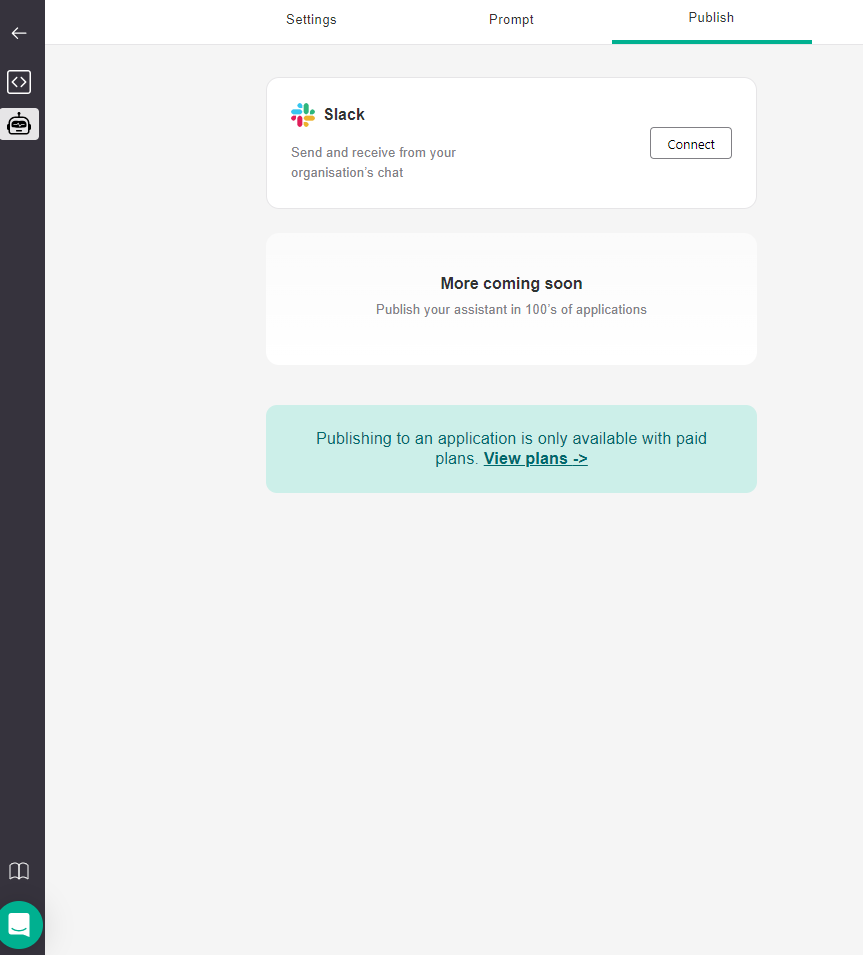 Settings
Prompt
Publish
Slack
Send and receive from your
organisation's chat
Connect
More coming soon
Publish your assistant in 100's of applications
Publishing to an application is only available with paid
plans. View plans ->